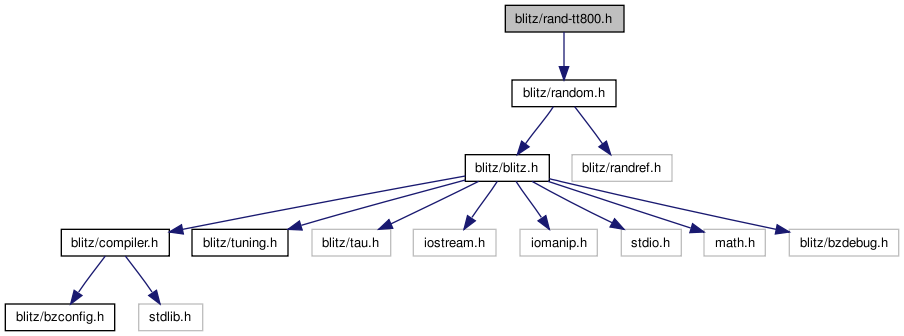 blitz/rand-tt800.h
blitz/random.h
blitz/blitz.h
blitz/randref.h
blitz/compiler.h
blitz/tuning.h
blitz/tau.h
iostream.h
iomanip.h
stdio.h
math.h
blitz/bzdebug.h
blitz/bzconfig.h
stdlib.h